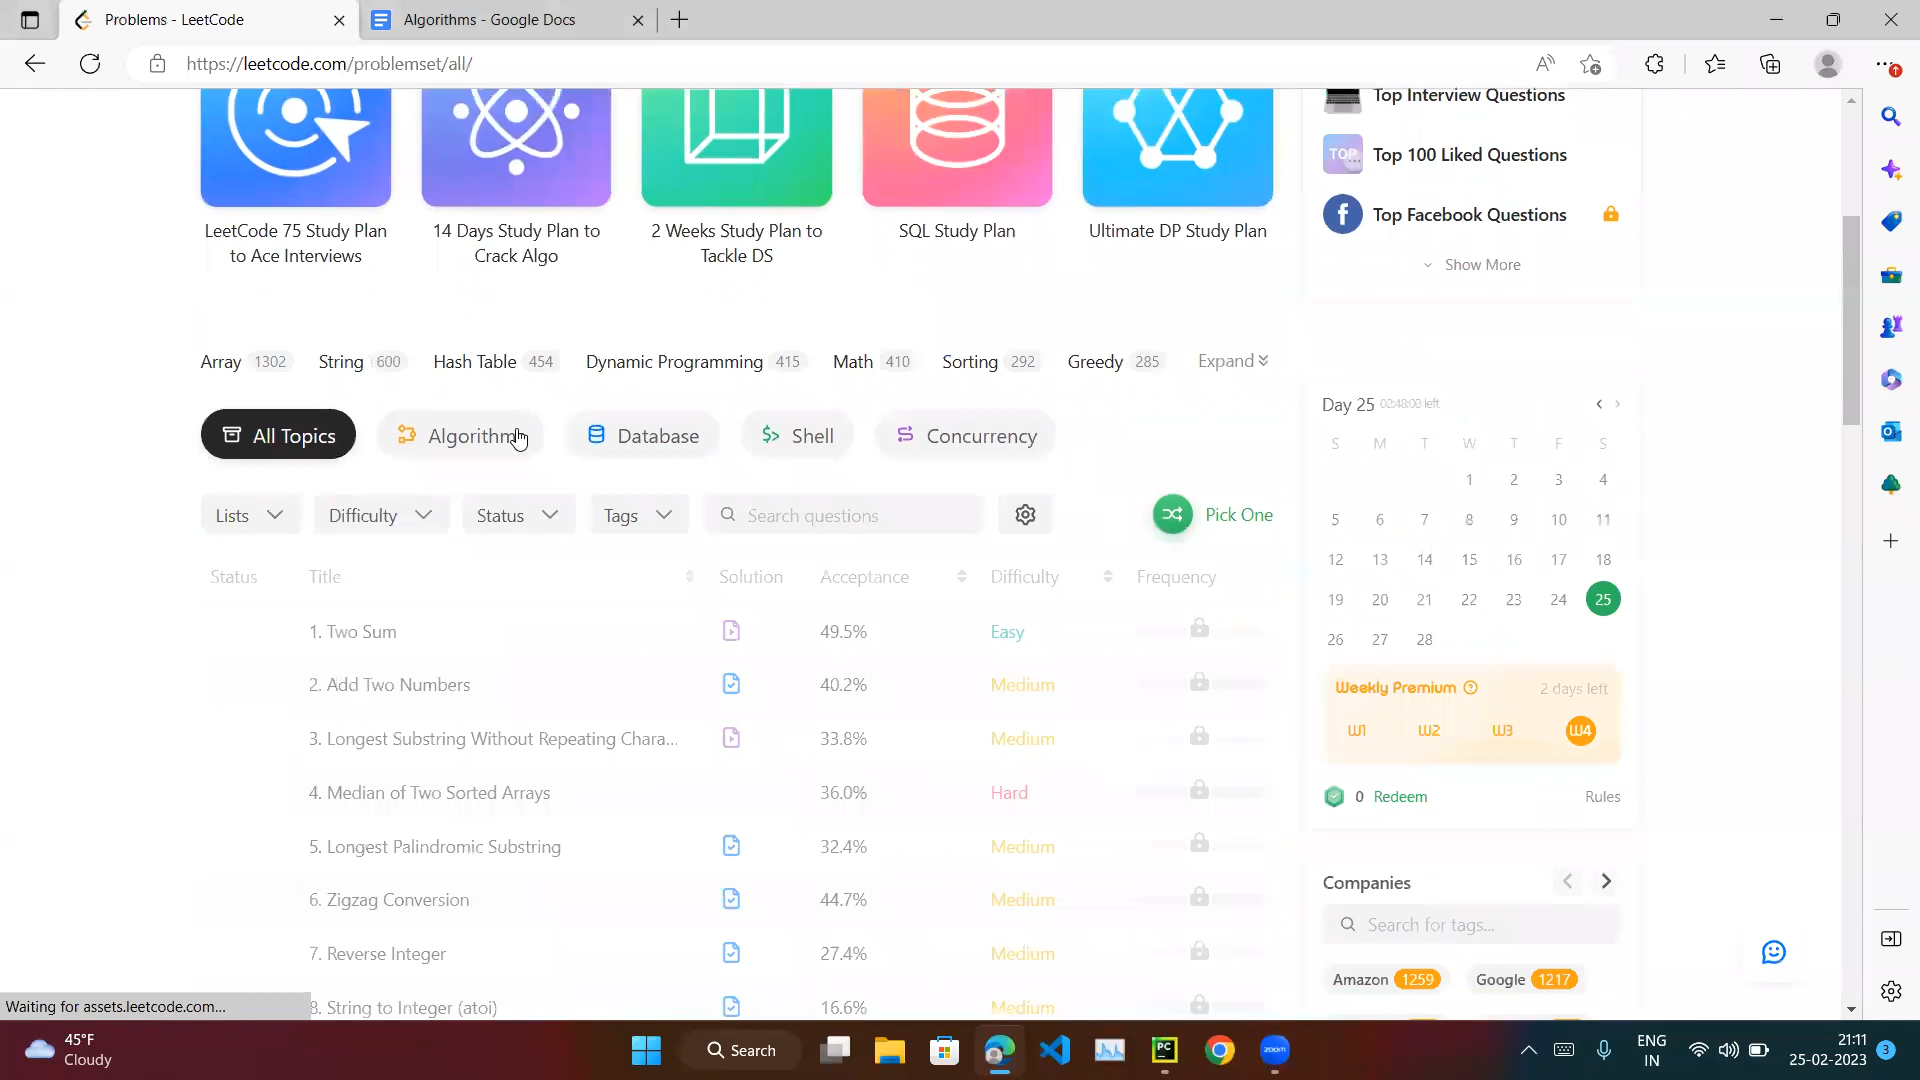 Problems - LeetCode
Algorithms - Google Docs
https://leetcode.com/problemset/all/
Top Interview Questions
TOP... Top 100 Liked Questions
Top Facebook Questions
Show More
LeetCode 75 Study Plan
to Ace Interviews
14 Days Study Plan to
Crack Algo
2 Weeks Study Plan to
Tackle DS
SQL Study Plan
Ultimate DP Study Plan
Array 1302 String 600 Hash Table 454 Dynamic Programming 415 Math 410 Sorting 292 Greedy 285 Expand
All Topics Algorithms Database Shell Concurrency
Lists Difficulty Status Tags Search questions Pick One
Status Title Solution Acceptance Difficulty Frequency
1. Two Sum 49.5% Easy
2. Add Two Numbers 40.2% Medium
3. Longest Substring Without Repeating Chara... 33.8% Medium
4. Median of Two Sorted Arrays 36.0% Hard
5. Longest Palindromic Substring 32.4% Medium
6. Zigzag Conversion 44.7% Medium
7. Reverse Integer 27.4% Medium
8. String to Integer (atoi) 16.6% Medium
Day 25 02:48:00 left
S M T W T F S
1 2 3 4
5 6 7 8 9 10 11
12 13 14 15 16 17 18
19 20 21 22 23 24 25
26 27 28
Weekly Premium 2 days left
W1 W2 W3 W4
0 Redeem Rules
Companies
Search for tags...
Amazon 1259 Google 1217
Waiting for assets.leetcode.com...
45°F
Cloudy
Search
PC
zoom
ENG
IN
21:11
25-02-2023
3